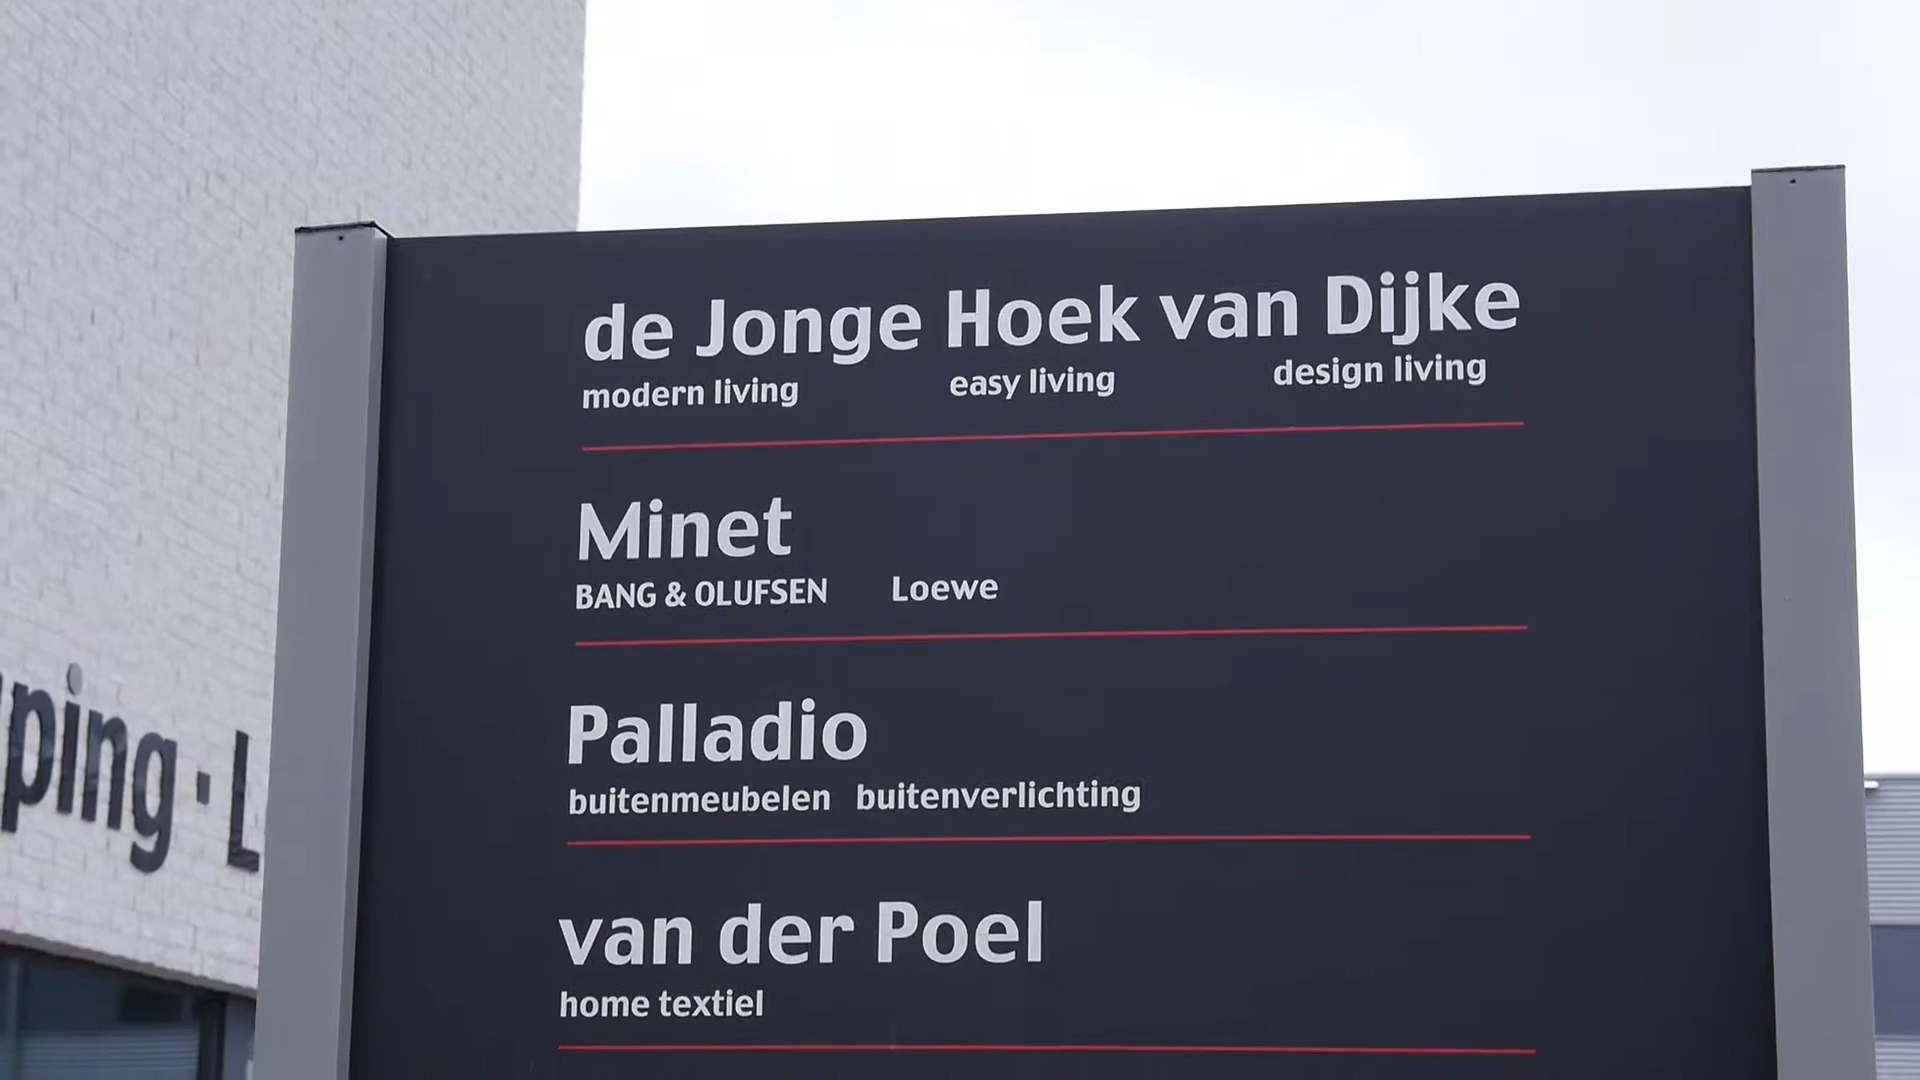 de Jonge Hoek van Dijke
modern living easy living design living
Minet
BANG & OLUFSEN Loewe
Palladio
buitenmeubelen buitenverlichting
van der Poel
home textiel